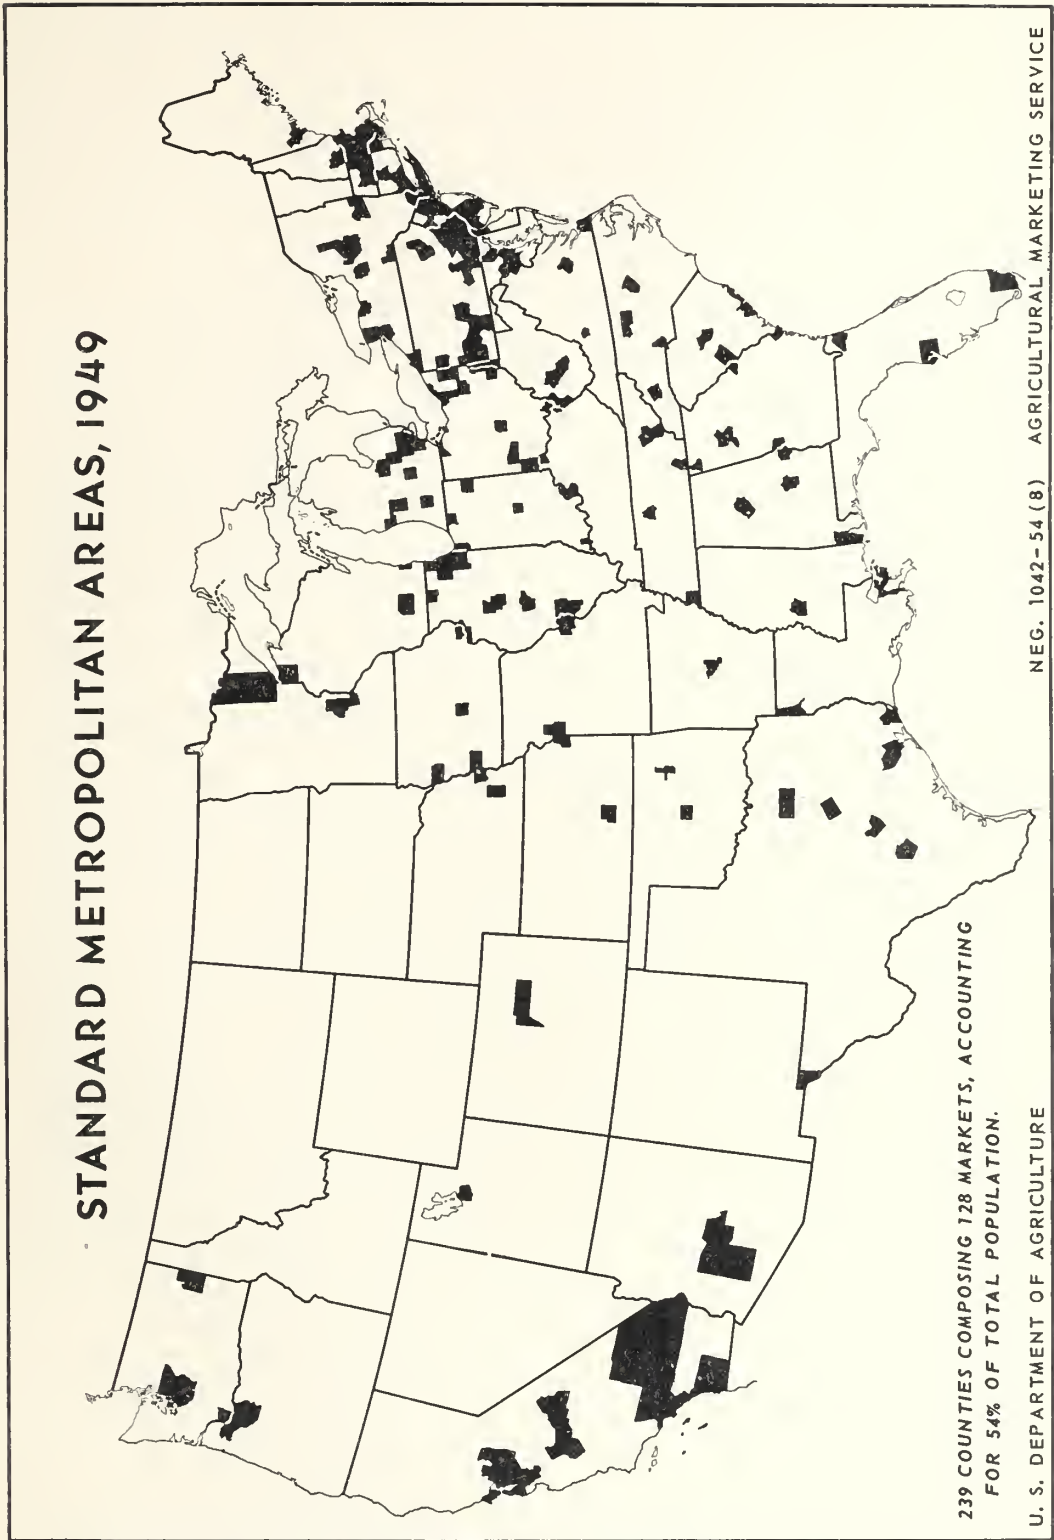 STANDARD METROPOLITAN AREAS, 1949
239 COUNTIES COMPOSING 128 MARKETS, ACCOUNTING
FOR 54% OF TOTAL POPULATION.
U. S. DEPARTMENT OF AGRICULTURE NEG. 1042-54 (8) AGRICULTURAL MARKETING SERVICE